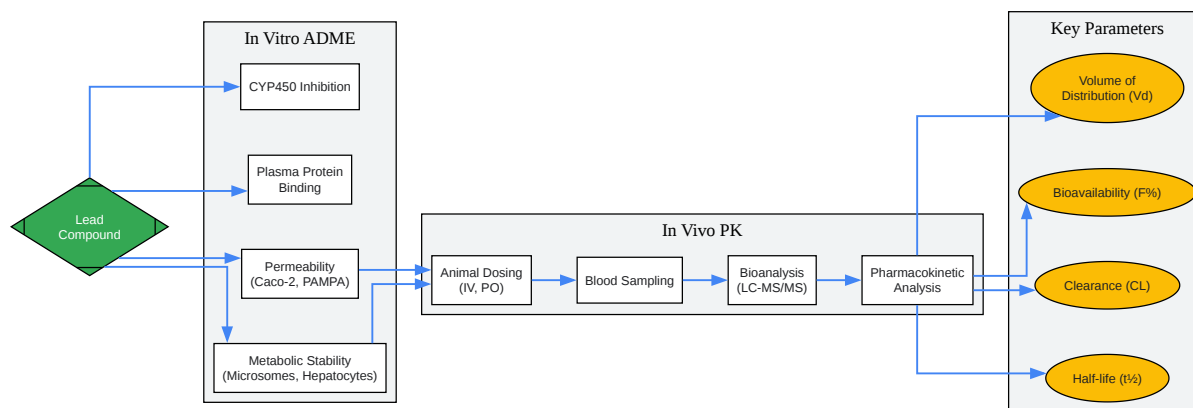 In Vitro ADME
Key Parameters
CYP450 Inhibition
Volume of
Distribution (Vd)
Plasma Protein
Binding
Bioavailability (F%)
Lead
Compound
In Vivo PK
Permeability
(Caco-2, PAMPA)
Animal Dosing
(IV, PO)
Blood Sampling
Bioanalysis
(LC-MS/MS)
Pharmacokinetic
Analysis
Clearance (CL)
Metabolic Stability
(Microsomes, Hepatocytes)
Half-life (t½)